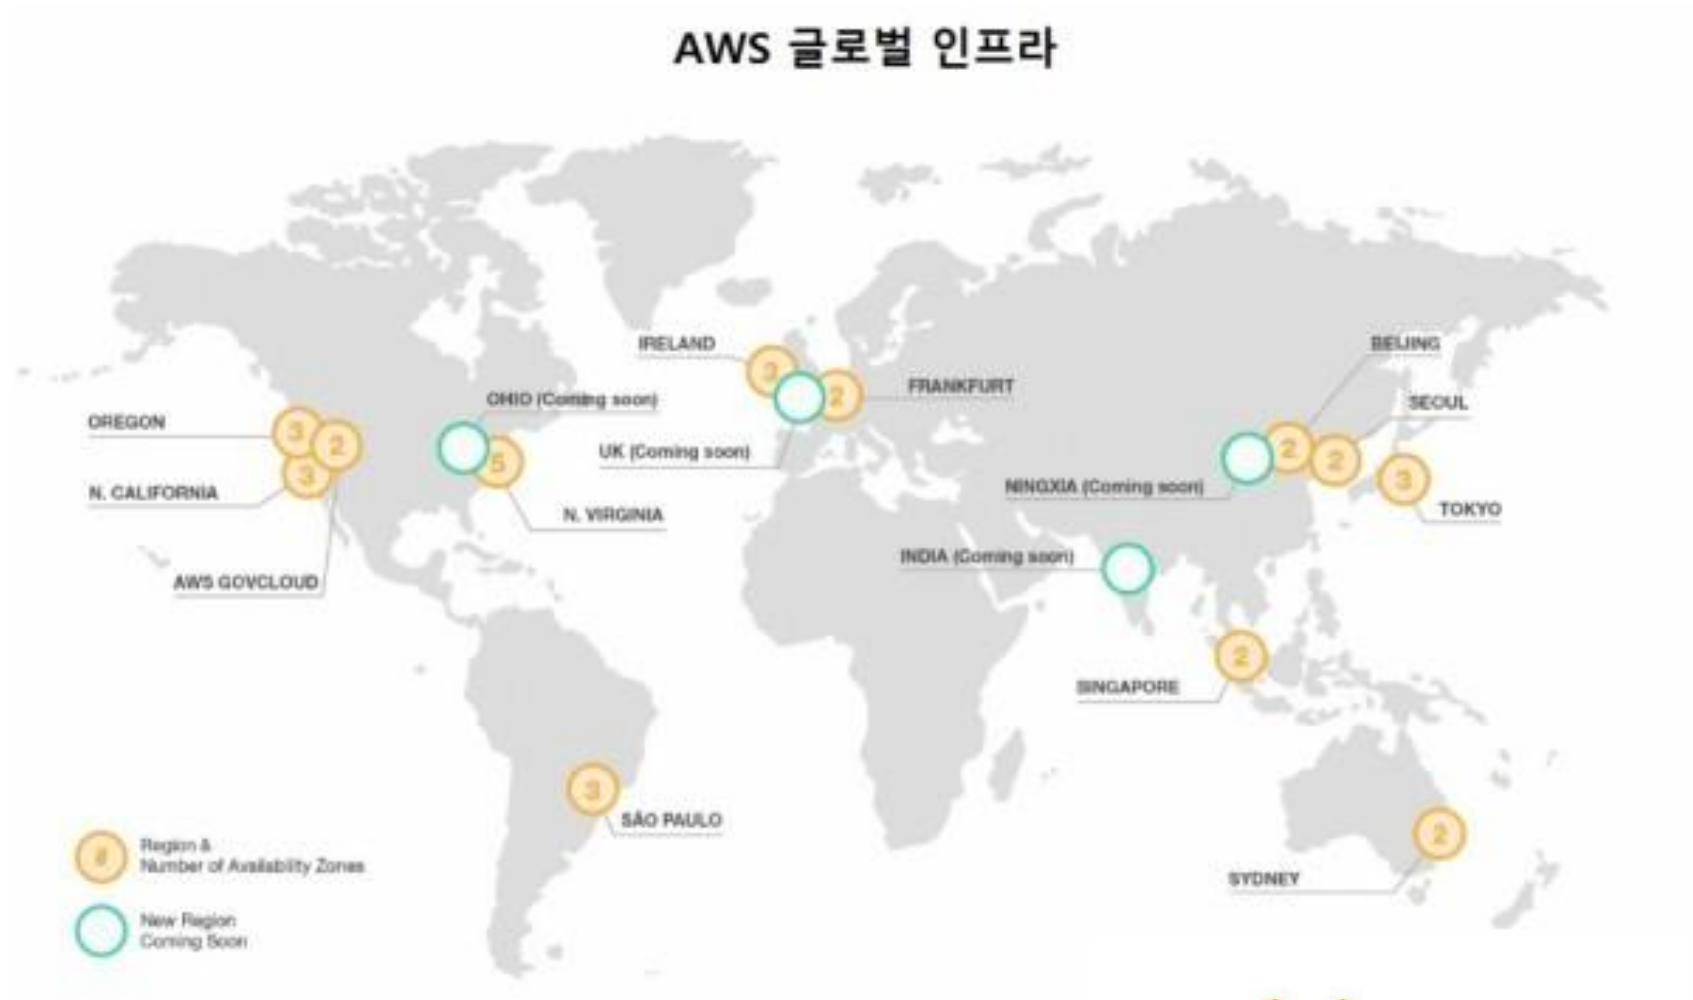 AWS 글로벌 인프라
IRELAND
3
BEIJING
FRANKFURT
2
OHIO (Coming soon)
SEOUL
OREGON
3
2
UK (Coming soon)
2
2
5
3
3
N. CALIFORNIA
NINGXIA (Coming soon)
TOKYO
N. VIRGINIA
INDIA (Coming soon)
AWS GOVCLOUD
2
SINGAPORE
3
SÃO PAULO
2
SYDNEY
#
Region &
Number of Availability Zones
New Region
Coming Soon